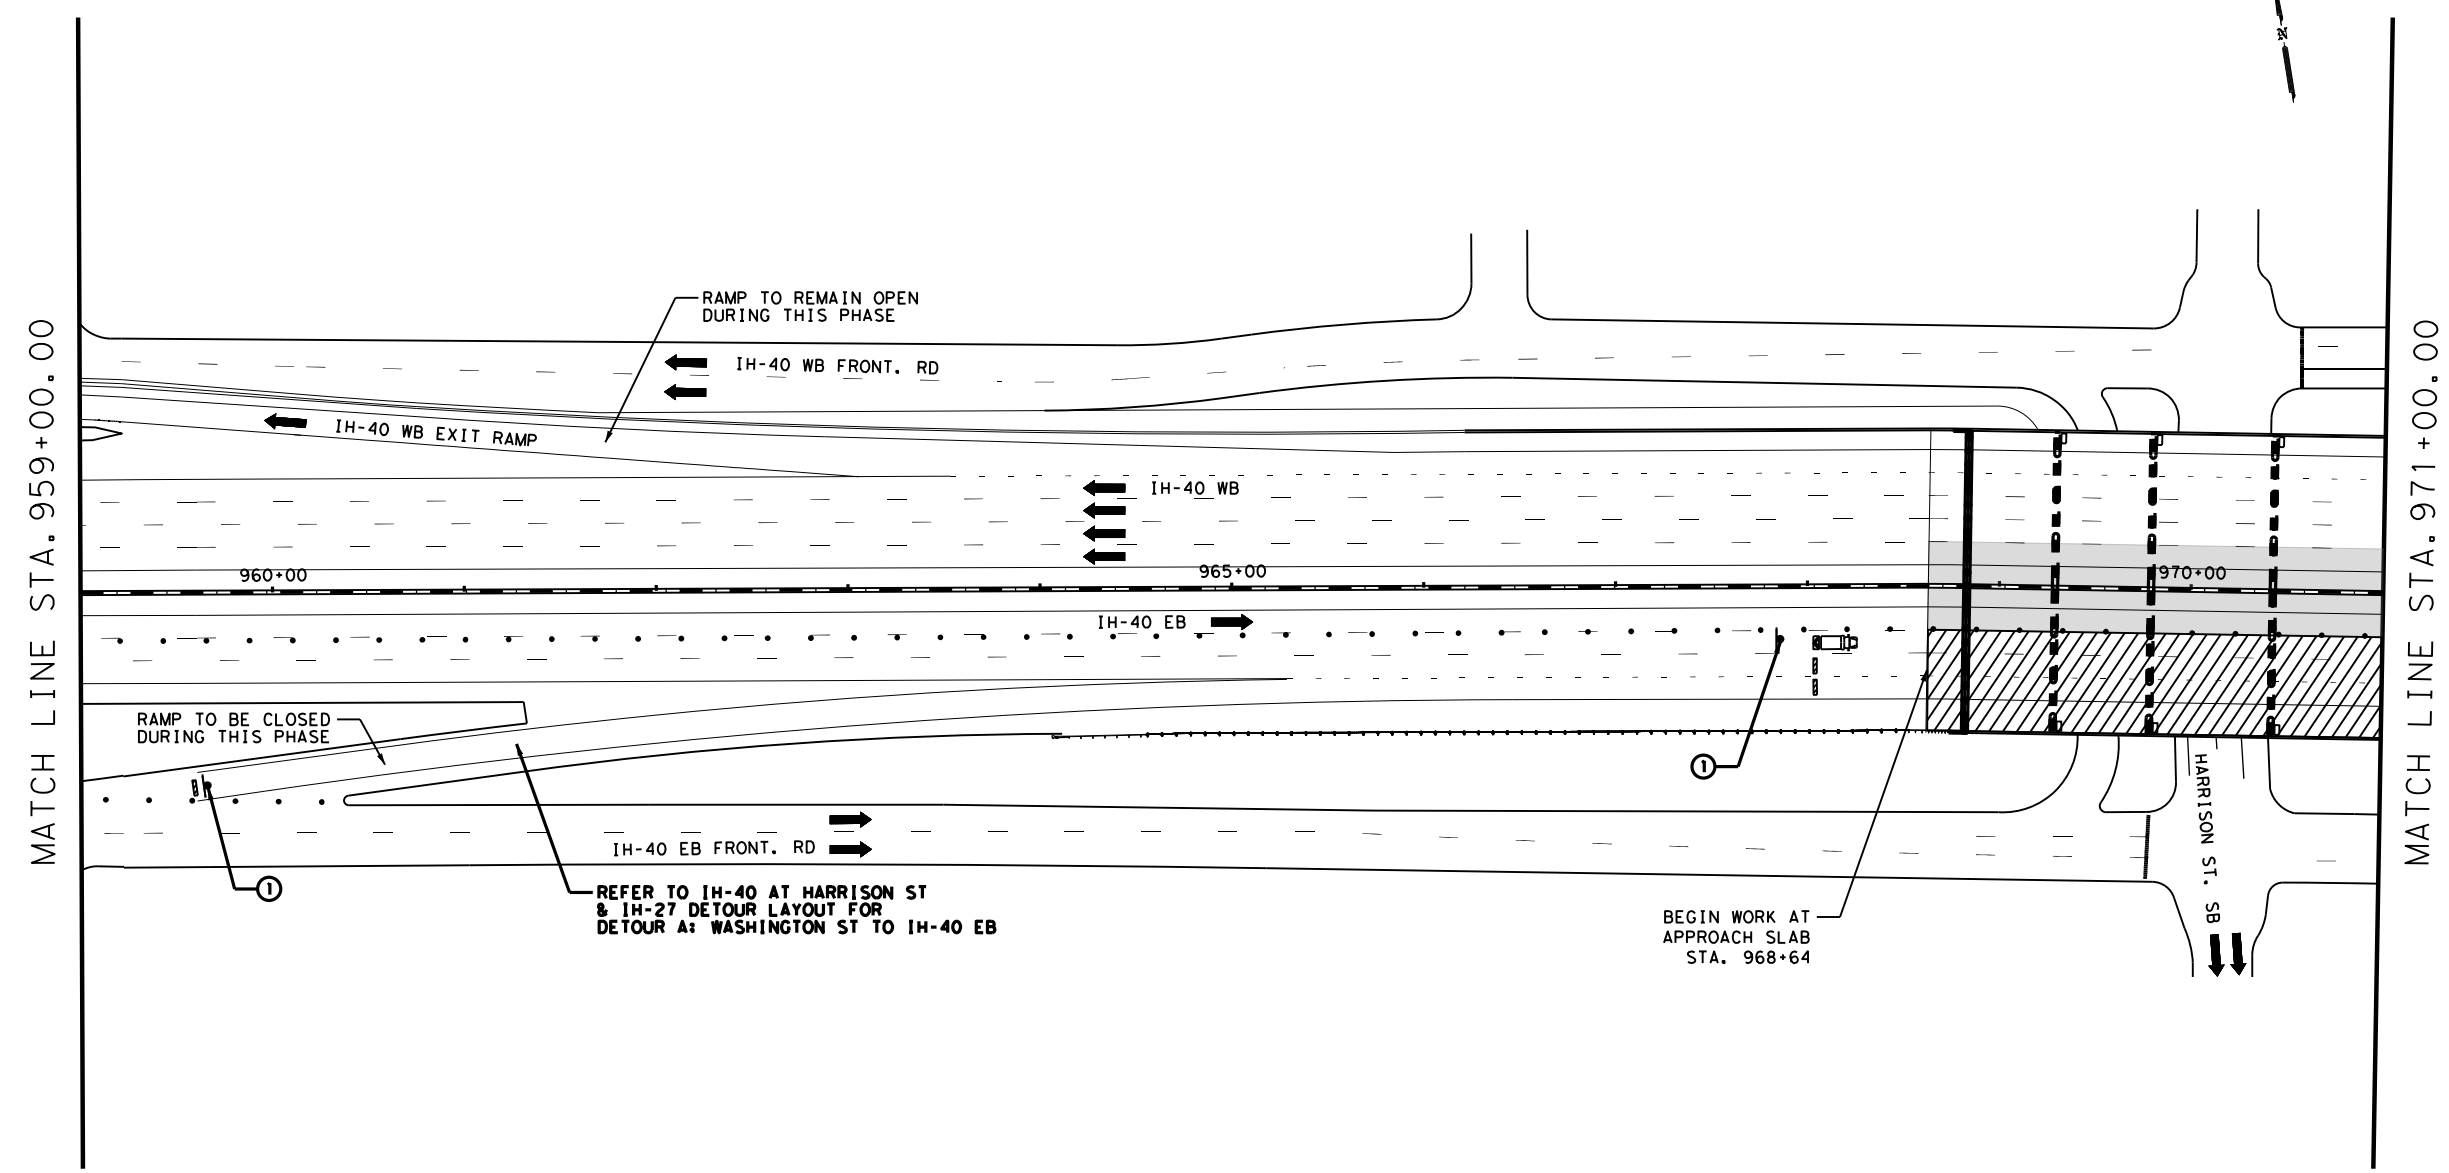 N
MATCH LINE STA. 959+00.00
RAMP TO REMAIN OPEN
DURING THIS PHASE
IH-40 WB FRONT. RD
IH-40 WB EXIT RAMP
IH-40 WB
960+00
965+00
970+00
IH-40 EB
RAMP TO BE CLOSED
DURING THIS PHASE
1
1
IH-40 EB FRONT. RD
REFER TO IH-40 AT HARRISON ST
& IH-27 DETOUR LAYOUT FOR
DETOUR A: WASHINGTON ST TO IH-40 EB
BEGIN WORK AT
APPROACH SLAB
STA. 968+64
HARRISON ST. SB
MATCH LINE STA. 971+00.00